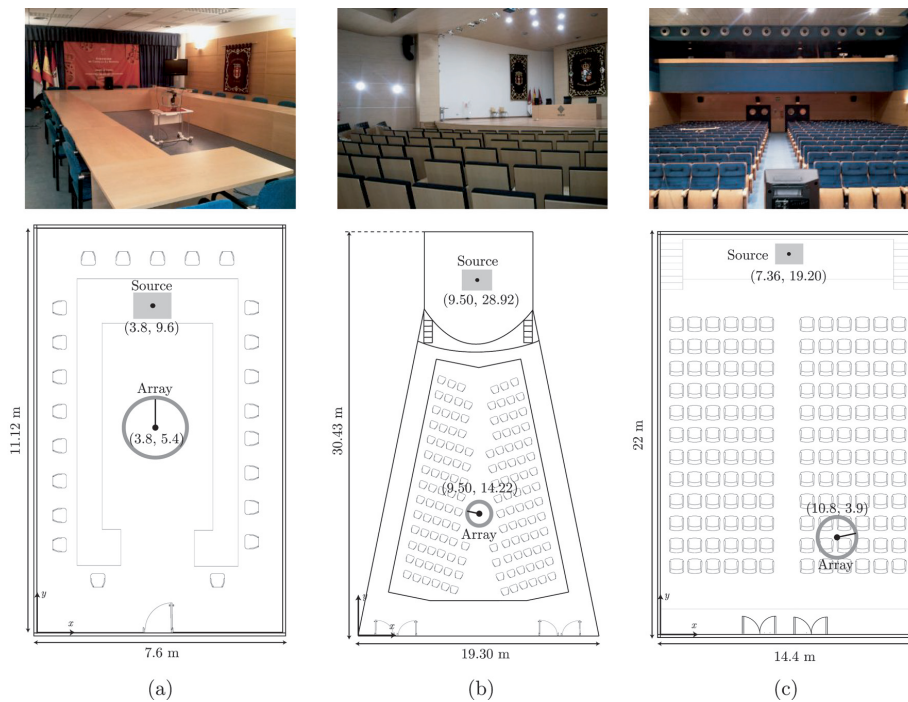 Source
(3.8, 9.6)
Array
(3.8, 5.4)
11.12 m
y
x
7.6 m
(a)
Source
(9.50, 28.92)
30.43 m
(9.50, 14.22)
Array
y
x
19.30 m
(b)
Source
(7.36, 19.20)
22 m
(10.8, 3.9)
Array
y
x
14.4 m
(c)